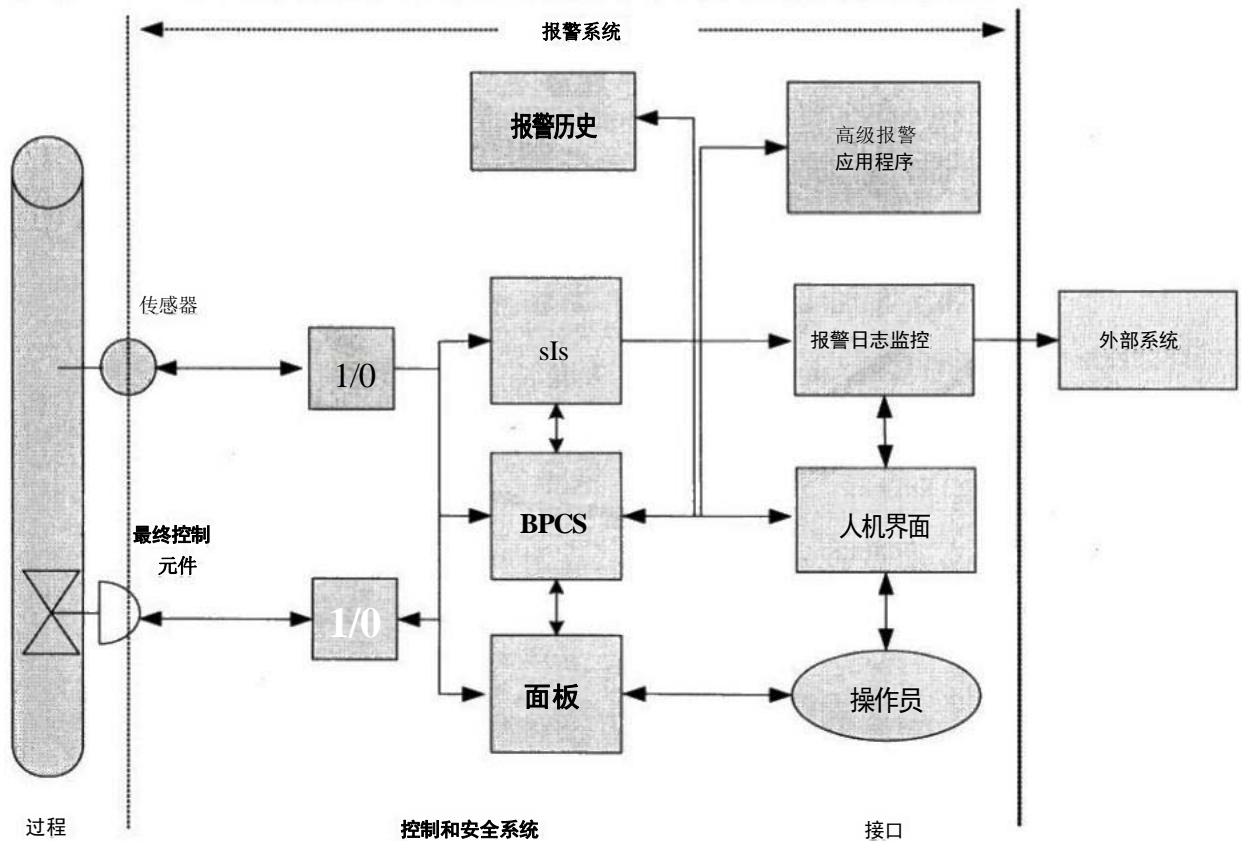 报警系统
报警历史
高级报警
应用程序
传感器
1/0
sIs
报警日志监控
外部系统
最终控制
元件
BPCS
人机界面
1/0
面板
操作员
过程
控制和安全系统
接口